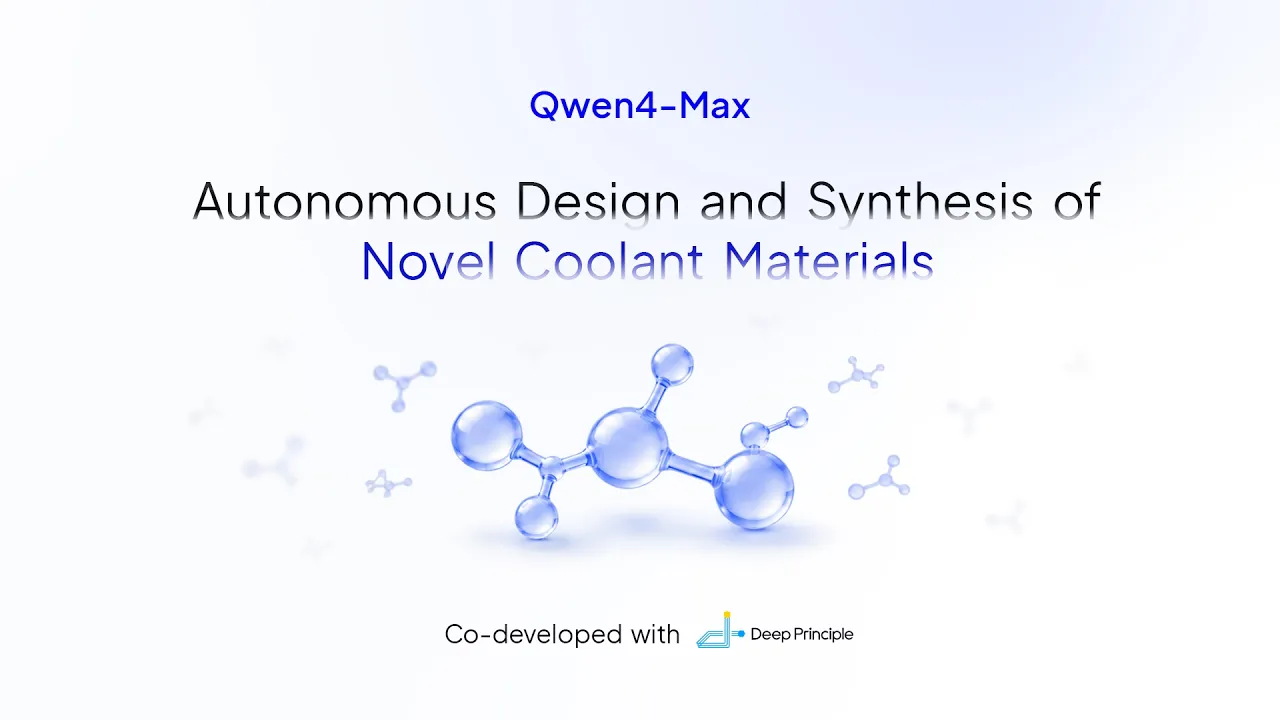 Qwen4-Max
Autonomous Design and Synthesis of
Novel Coolant Materials
Co-developed with Deep Principle